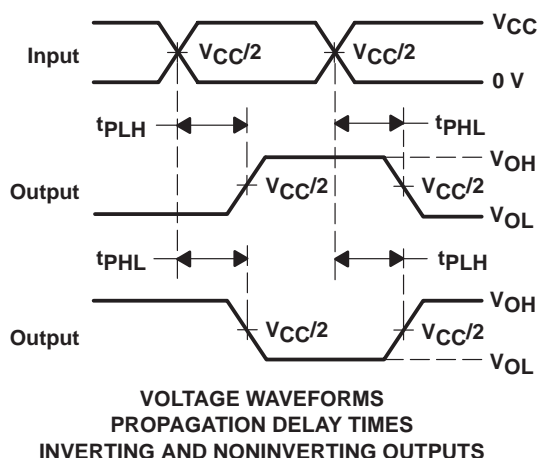 VCC
Input VCC/2 VCC/2
0 V
tPLH tPHL
VOH
Output VCC/2 VCC/2
VOL
tPHL tPLH
VOH
Output VCC/2 VCC/2
VOL
VOLTAGE WAVEFORMS
PROPAGATION DELAY TIMES
INVERTING AND NONINVERTING OUTPUTS